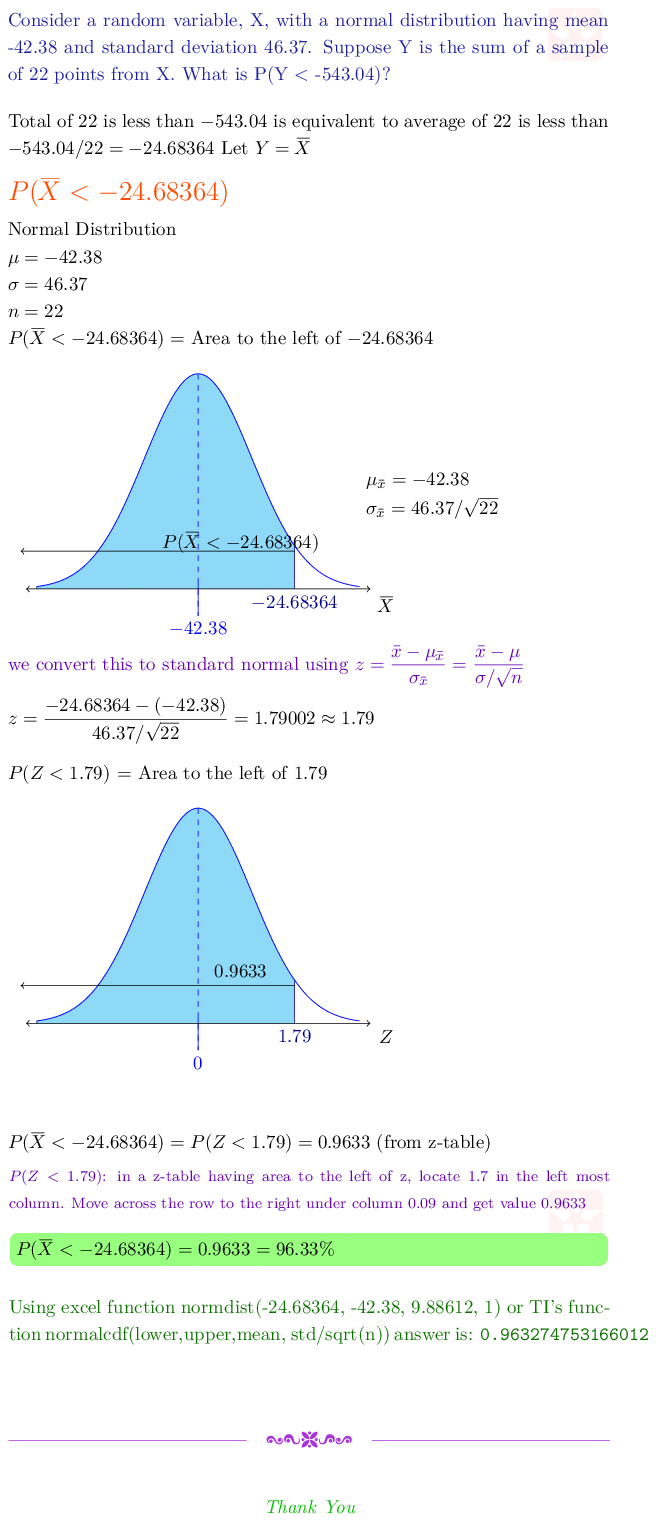 Consider a random variable, X, with a normal distribution having mean
-42.38 and standard deviation 46.37. Suppose Y is the sum of a sample
of 22 points from X. What is P(Y < -543.04)?
Total of 22 is less than −543.04 is equivalent to average of 22 is less than
−543.04/22 = −24.68364 Let Y = X̅
P(X̅ < −24.68364)
Normal Distribution
μ = −42.38
σ = 46.37
n = 22
P(X̅ < −24.68364) = Area to the left of −24.68364
μx̄ = −42.38
σx̄ = 46.37/√22
P(X̅ < −24.68364)
−24.68364
X̅
−42.38
we convert this to standard normal using z = (x̄ − μx̄)/σx̄ = (x̄ − μ)/(σ/√n)
z = (−24.68364 − (−42.38))/(46.37/√22) = 1.79002 ≈ 1.79
P(Z < 1.79) = Area to the left of 1.79
0.9633
1.79
Z
0
P(X̅ < −24.68364) = P(Z < 1.79) = 0.9633 (from z-table)
P(Z < 1.79): in a z-table having area to the left of z, locate 1.7 in the left most
column. Move across the row to the right under column 0.09 and get value 0.9633
P(X̅ < −24.68364) = 0.9633 = 96.33%
Using excel function normdist(-24.68364, -42.38, 9.88612, 1) or TI's func-
tion normalcdf(lower,upper,mean, std/sqrt(n)) answer is: 0.963274753166012
Thank You